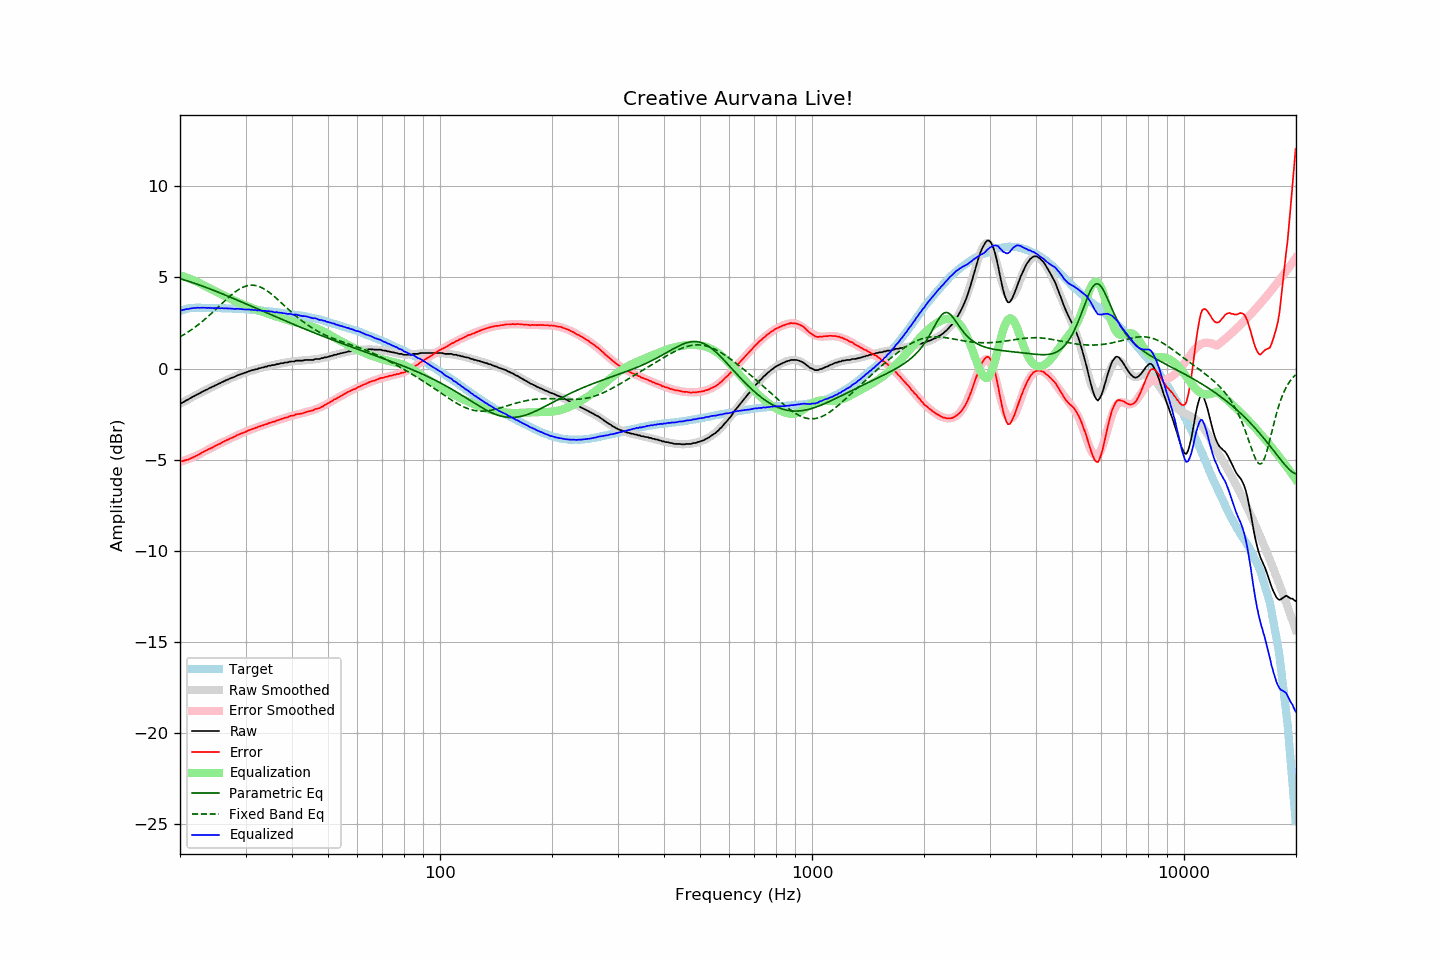 Creative Aurvana Live!
10
5
0
−5
−10
−15
−20
−25
Amplitude (dBr)
Target
Raw Smoothed
Error Smoothed
Raw
Error
Equalization
Parametric Eq
Fixed Band Eq
Equalized
100
1000
10000
Frequency (Hz)